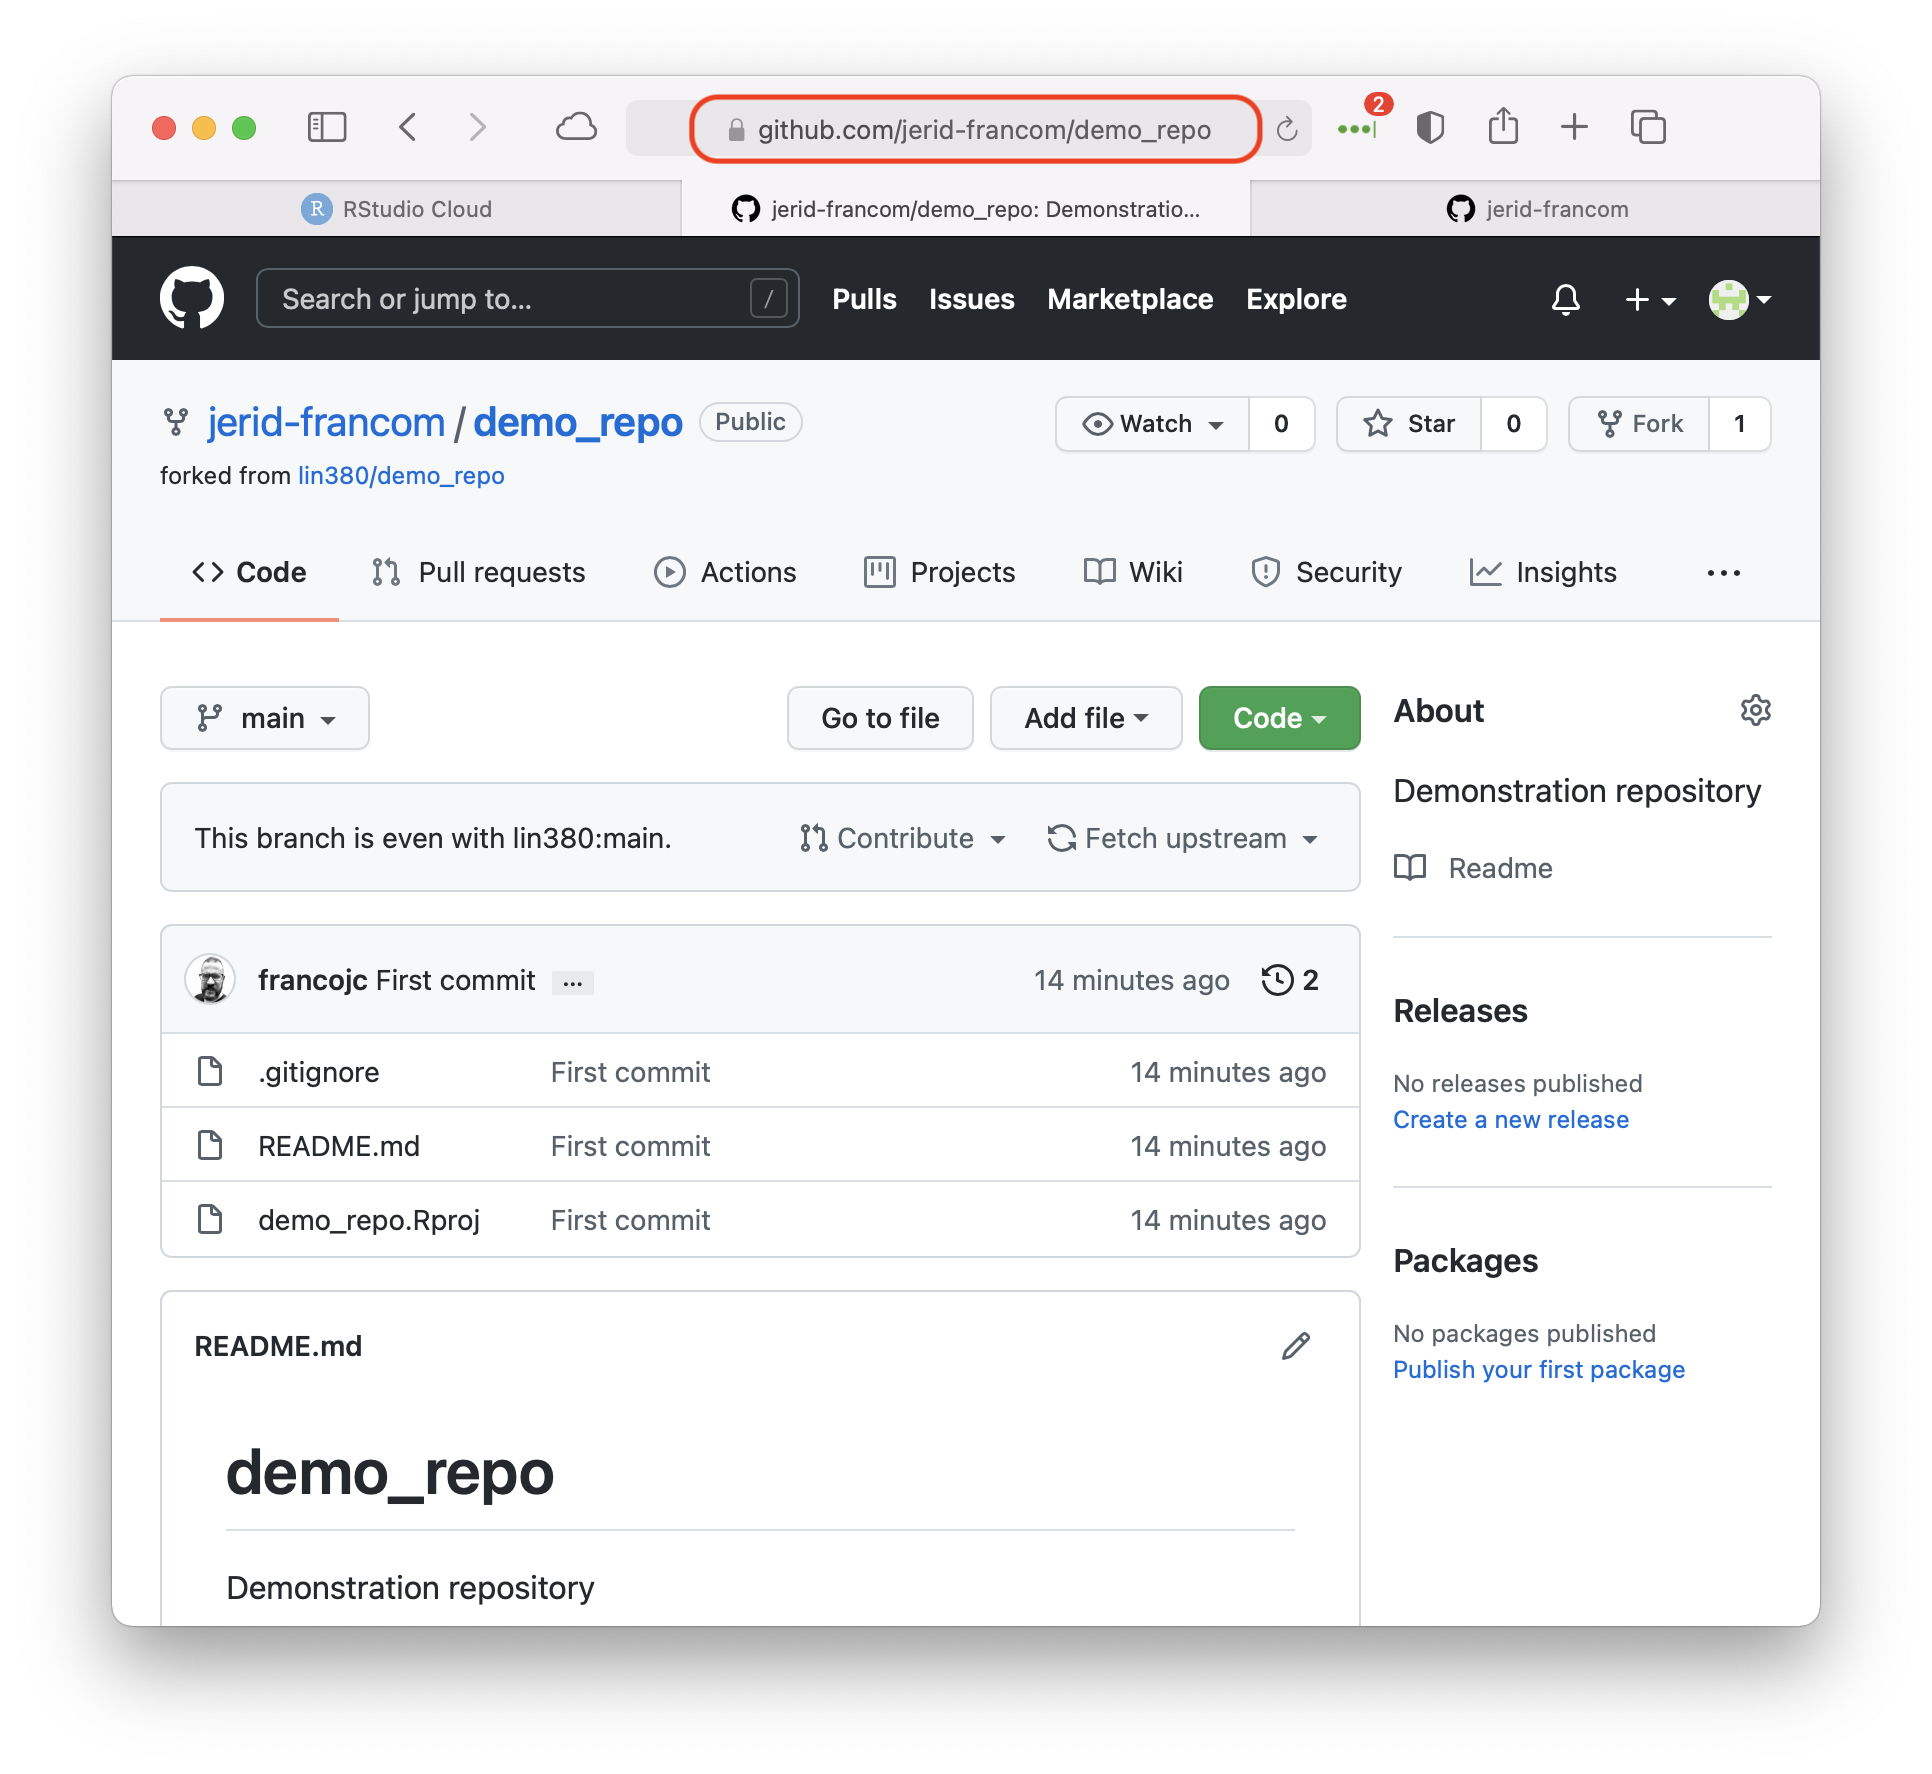 2
github.com/jerid-francom/demo_repo
R RStudio Cloud
jerid-francom/demo_repo: Demonstratio...
jerid-francom
Search or jump to... /
Pulls Issues Marketplace Explore
jerid-francom / demo_repo Public
Watch 0 Star 0 Fork 1
forked from lin380/demo_repo
Code Pull requests Actions Projects Wiki Security Insights ...
main Go to file Add file Code
About
Demonstration repository
Readme
This branch is even with lin380:main. Contribute Fetch upstream
francojc First commit ... 14 minutes ago 2
.gitignore First commit 14 minutes ago
README.md First commit 14 minutes ago
demo_repo.Rproj First commit 14 minutes ago
Releases
No releases published
Create a new release
Packages
No packages published
Publish your first package
README.md
demo_repo
Demonstration repository